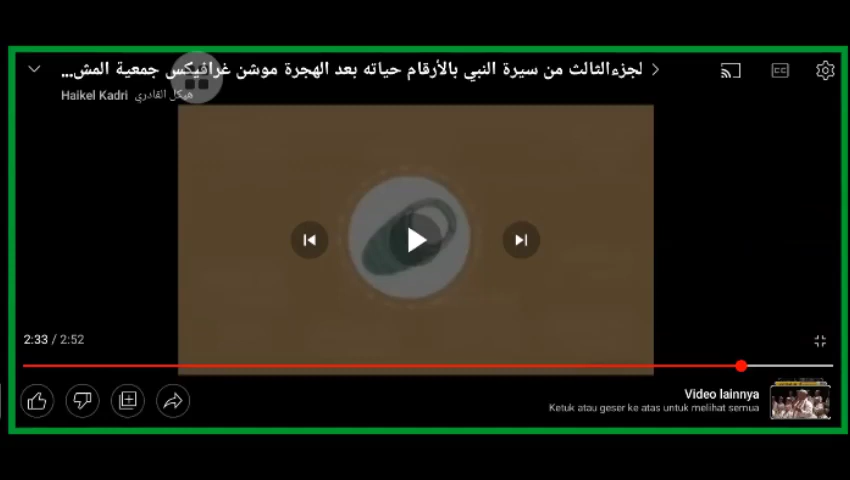 لجزءالثالث من سيرة النبي بالأرقام حياته بعد الهجرة موشن غرافيكس جمعية المش...
Haikel Kadri هيكل القادري
CC
2:33 / 2:52
Video lainnya
Ketuk atau geser ke atas untuk melihat semua